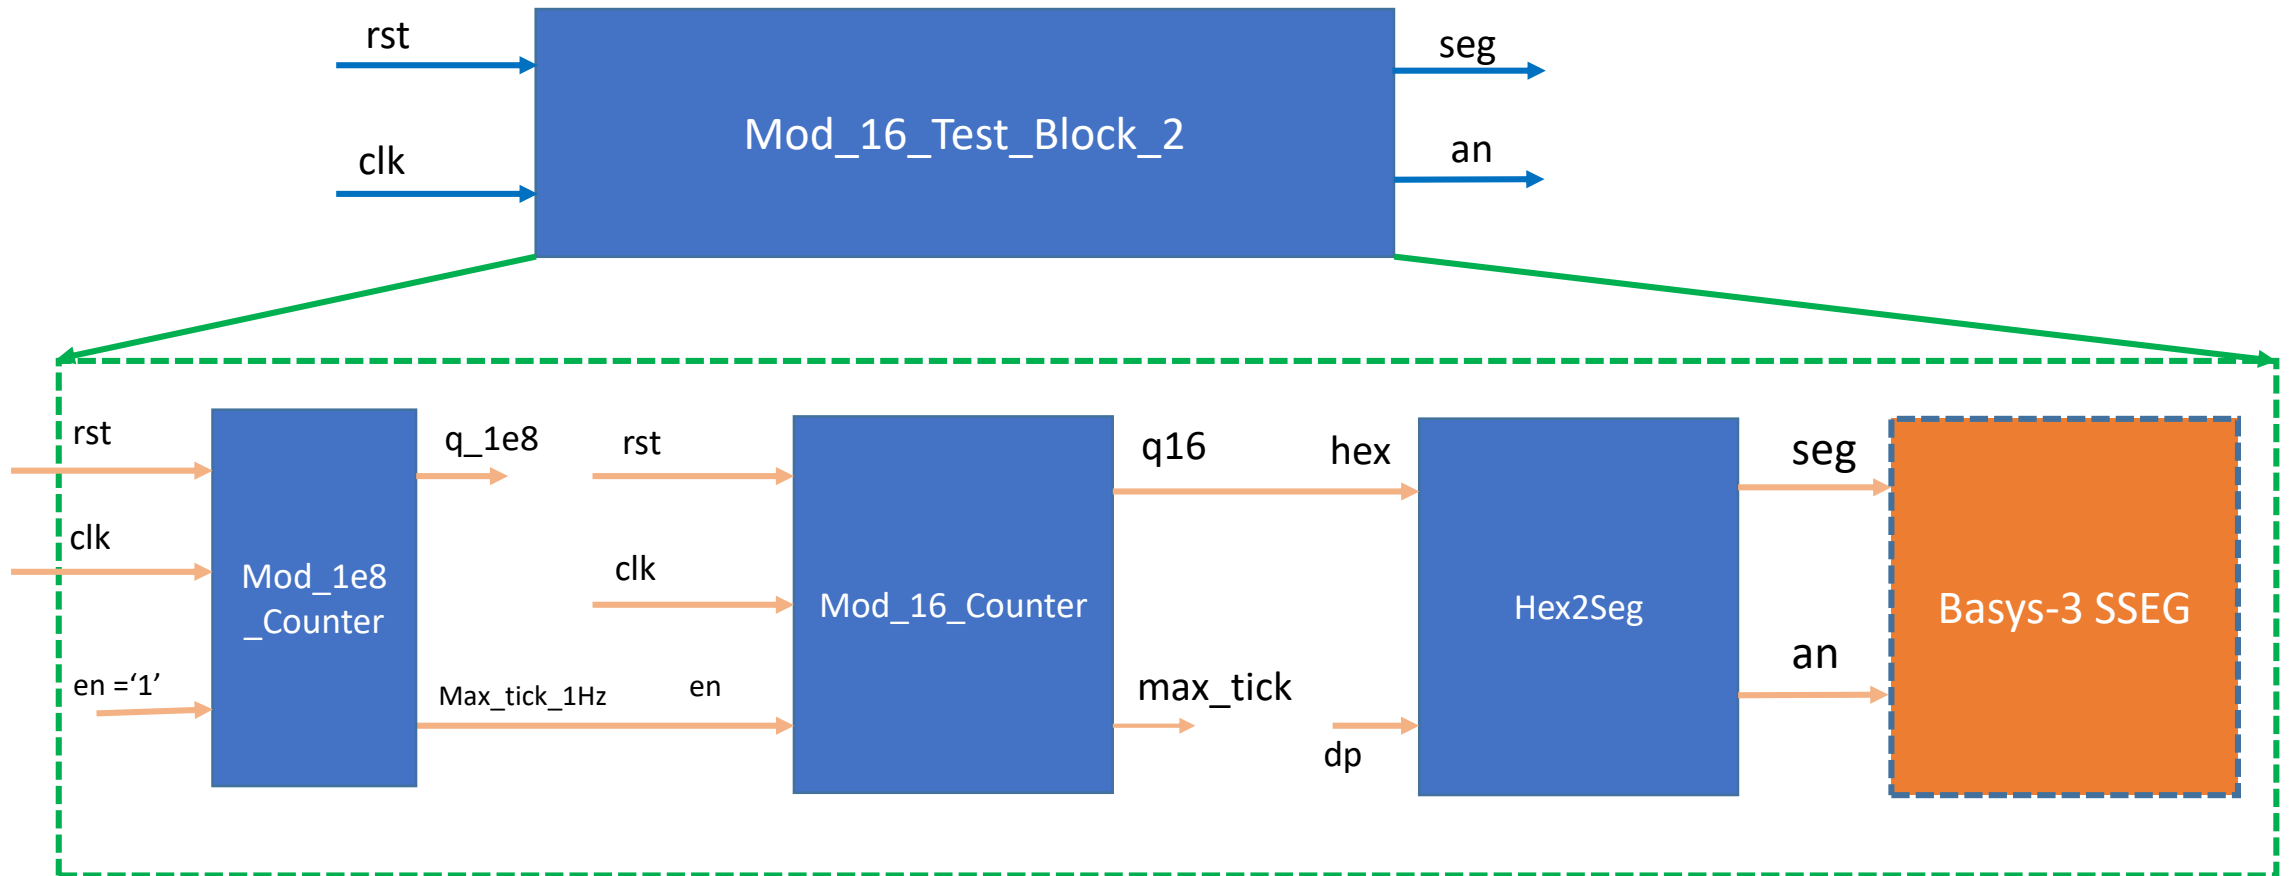 rst
seg
Mod_16_Test_Block_2
clk
an
rst
q_1e8
rst
q16
hex
seg
clk
clk
Mod_1e8
_Counter
Mod_16_Counter
Hex2Seg
Basys-3 SSEG
en =‘1’
Max_tick_1Hz
en
max_tick
an
dp